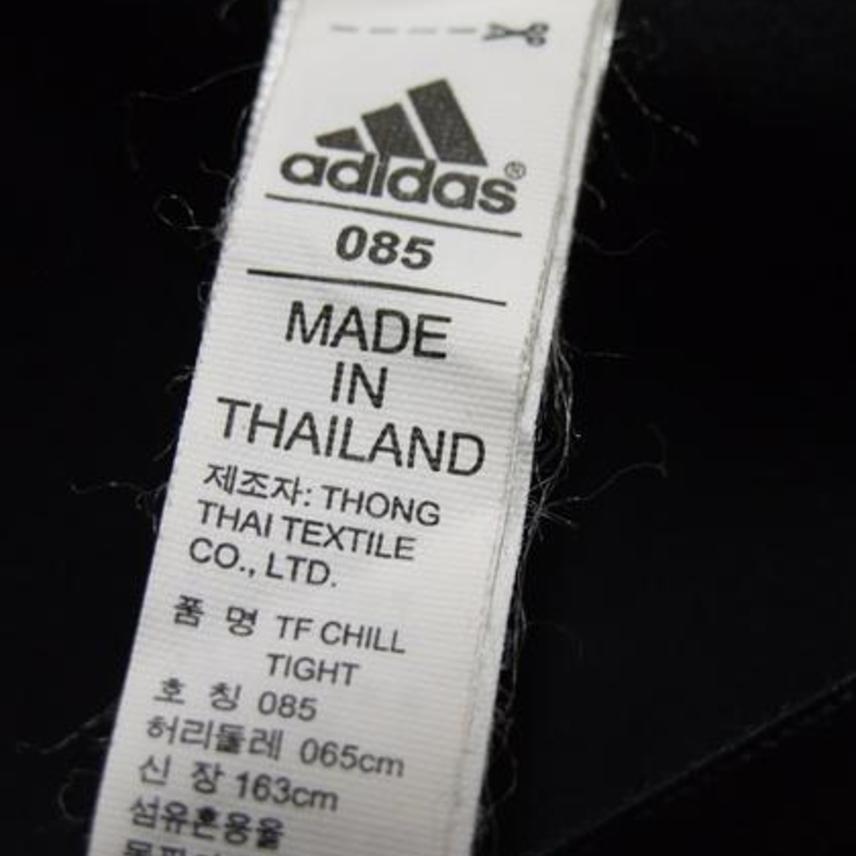 adidas®
085
MADE
IN
THAILAND
제조자: THONG
THAI TEXTILE
CO., LTD.
품 명 TF CHILL
TIGHT
호 칭 085
허리둘레 065cm
신 장 163cm
섬유혼용율